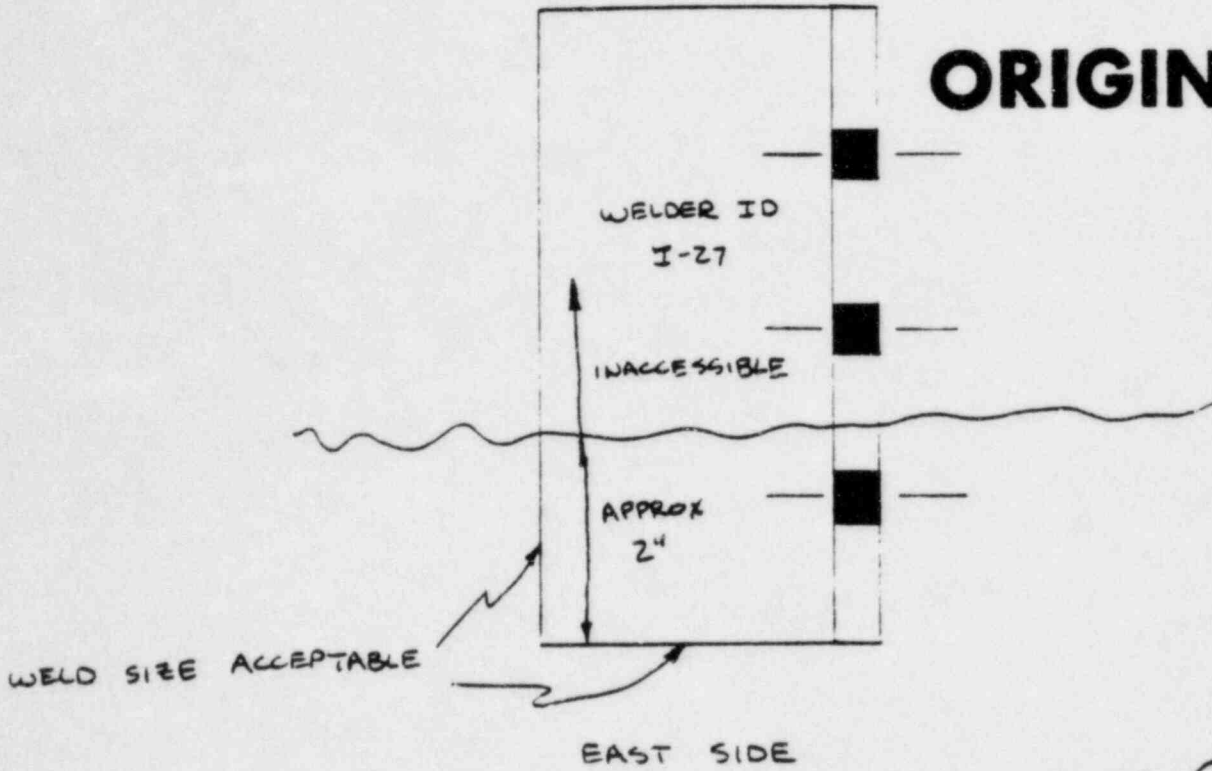 ORIGIN
WELDER ID
I-27
INACCESSIBLE
APPROX
2"
WELD SIZE ACCEPTABLE
EAST SIDE